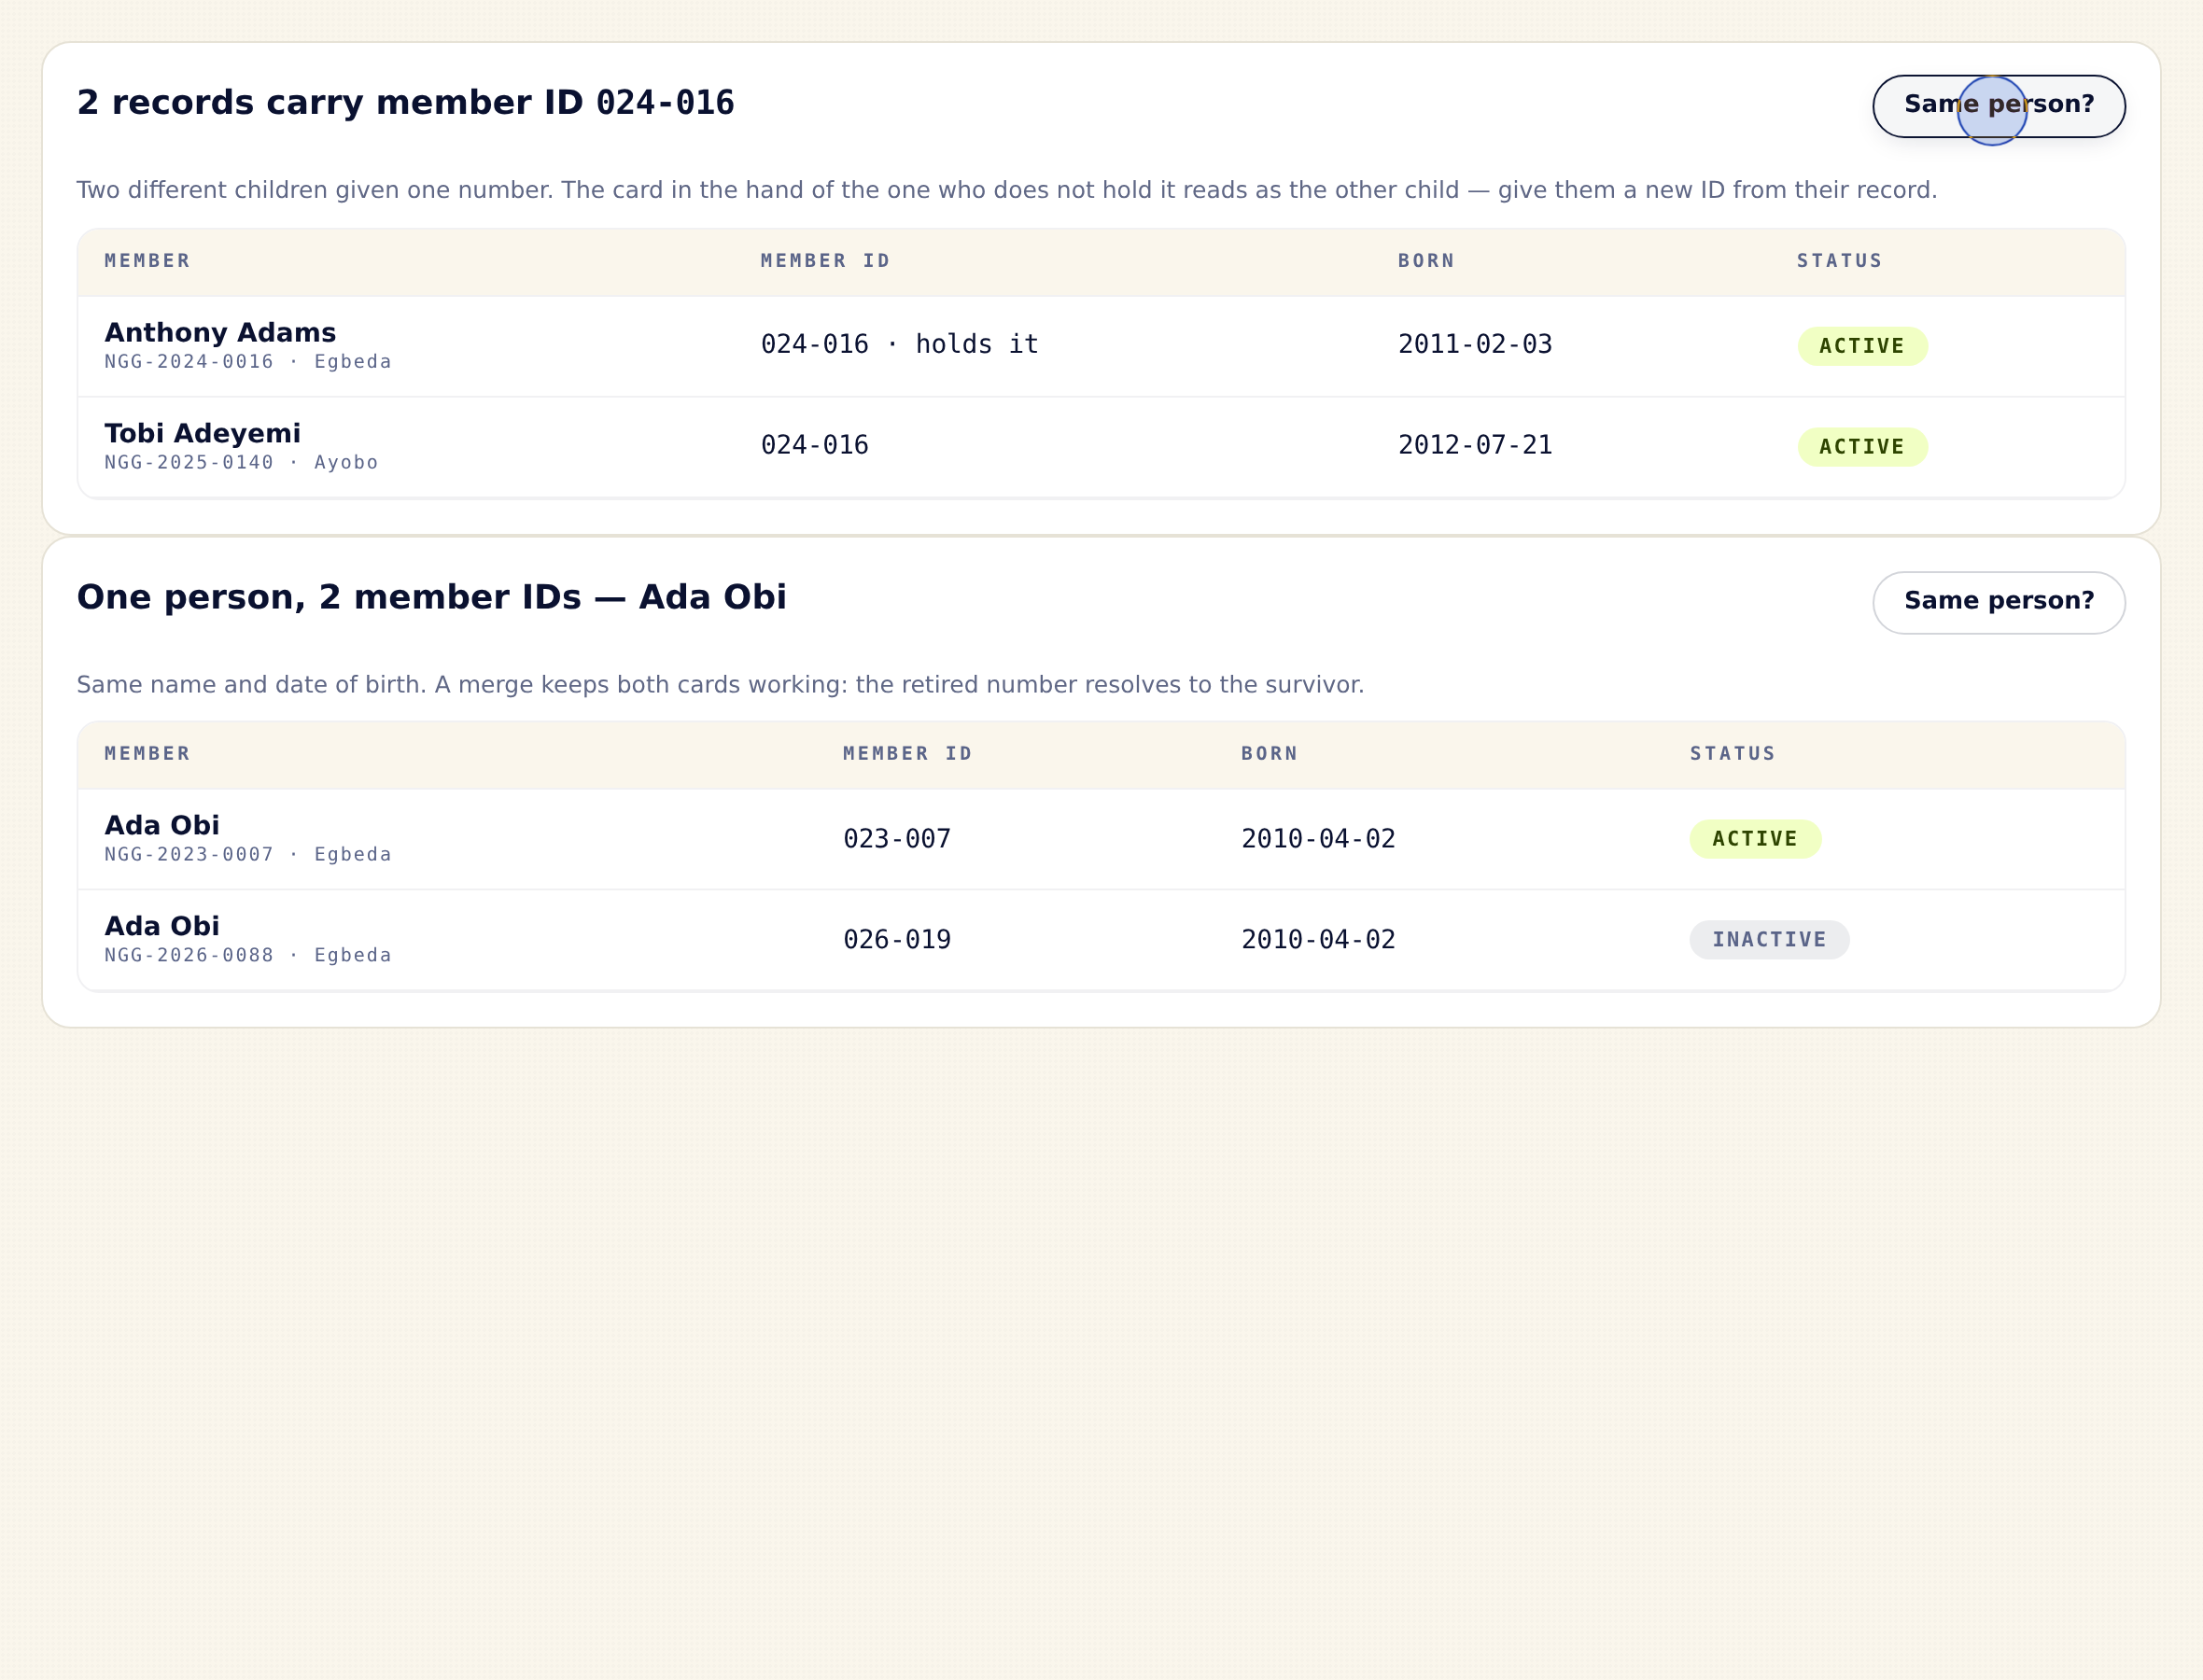 2 records carry member ID 024-016
Same person?
Two different children given one number. The card in the hand of the one who does not hold it reads as the other child — give them a new ID from their record.
MEMBER MEMBER ID BORN STATUS
Anthony Adams
NGG-2024-0016 · Egbeda
024-016 · holds it 2011-02-03 ACTIVE
Tobi Adeyemi
NGG-2025-0140 · Ayobo
024-016 2012-07-21 ACTIVE
One person, 2 member IDs — Ada Obi
Same person?
Same name and date of birth. A merge keeps both cards working: the retired number resolves to the survivor.
MEMBER MEMBER ID BORN STATUS
Ada Obi
NGG-2023-0007 · Egbeda
023-007 2010-04-02 ACTIVE
Ada Obi
NGG-2026-0088 · Egbeda
026-019 2010-04-02 INACTIVE